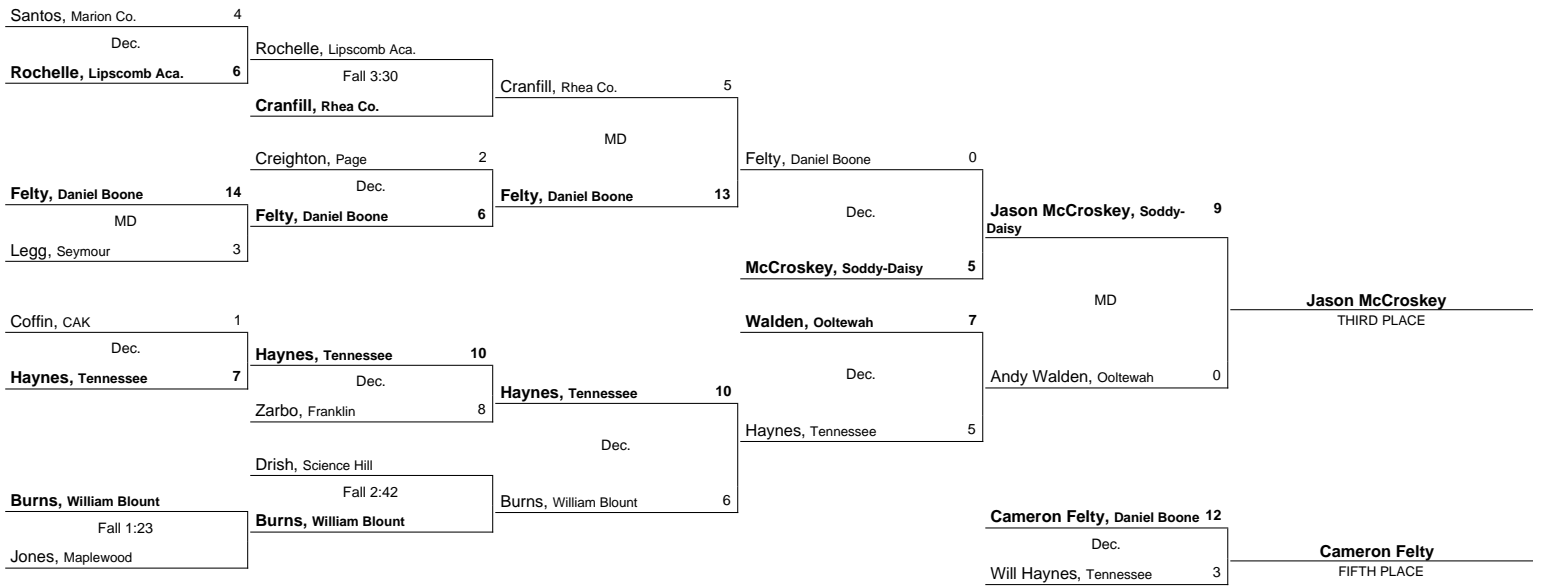 Santos, Marion Co. 4
Dec.
Rochelle, Lipscomb Aca. 6
Felty, Daniel Boone 14
MD
Legg, Seymour 3
Coffin, CAK 1
Dec.
Haynes, Tennessee 7
Burns, William Blount
Fall 1:23
Jones, Maplewood
Rochelle, Lipscomb Aca.
Fall 3:30
Cranfill, Rhea Co.
Creighton, Page 2
Dec.
Felty, Daniel Boone 6
Haynes, Tennessee 10
Dec.
Zarbo, Franklin 8
Drish, Science Hill
Fall 2:42
Burns, William Blount
Cranfill, Rhea Co. 5
MD
Felty, Daniel Boone 13
Haynes, Tennessee 10
Dec.
Burns, William Blount 6
Felty, Daniel Boone 0
Dec.
McCroskey, Soddy-Daisy 5
Walden, Ooltewah 7
Dec.
Haynes, Tennessee 5
Jason McCroskey, Soddy- 9
Daisy
MD
Andy Walden, Ooltewah 0
Jason McCroskey
THIRD PLACE
Cameron Felty, Daniel Boone 12
Dec.
Will Haynes, Tennessee 3
Cameron Felty
FIFTH PLACE